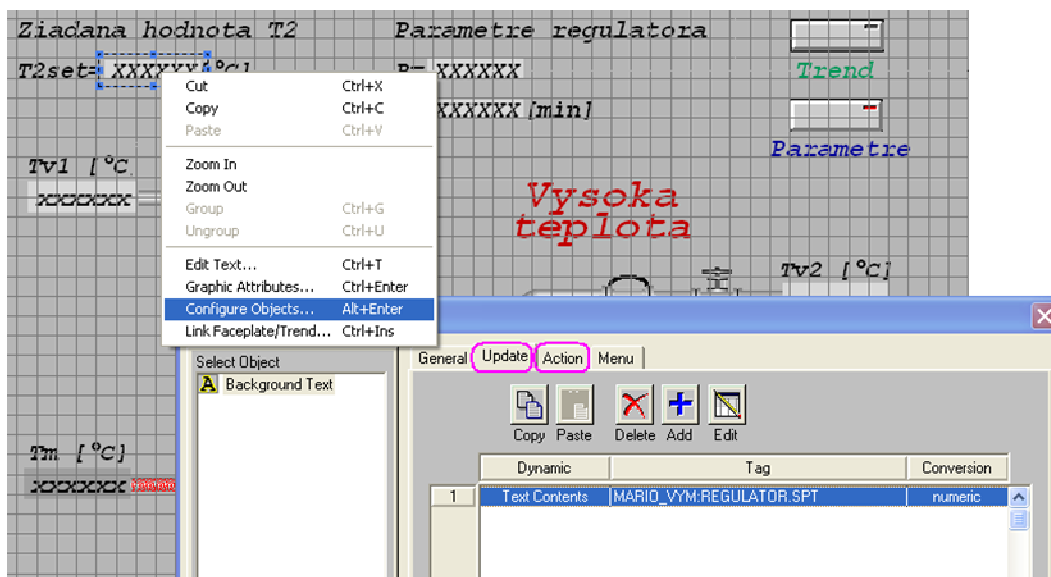 Ziadana hodnota T2
Parametre regulatora
T2set= XXXXXX [°C]
P= XXXXXX
Trend
XXXXXX [min]
Parametre
Tv1 [°C
XXXXXXX
Vysoka
teplota
Tv2 [°C]
Tm [°C]
XXXXXXX
Cut Ctrl+X
Copy Ctrl+C
Paste Ctrl+V
Zoom In
Zoom Out
Group Ctrl+G
Ungroup Ctrl+U
Edit Text... Ctrl+T
Graphic Attributes... Ctrl+Enter
Configure Objects... Alt+Enter
Link Faceplate/Trend... Ctrl+Ins
Select Object
Background Text
General Update Action Menu
Copy Paste Delete Add Edit
Dynamic Tag Conversion
1 Text Contents MARIO_VYM:REGULATOR.SPT numeric